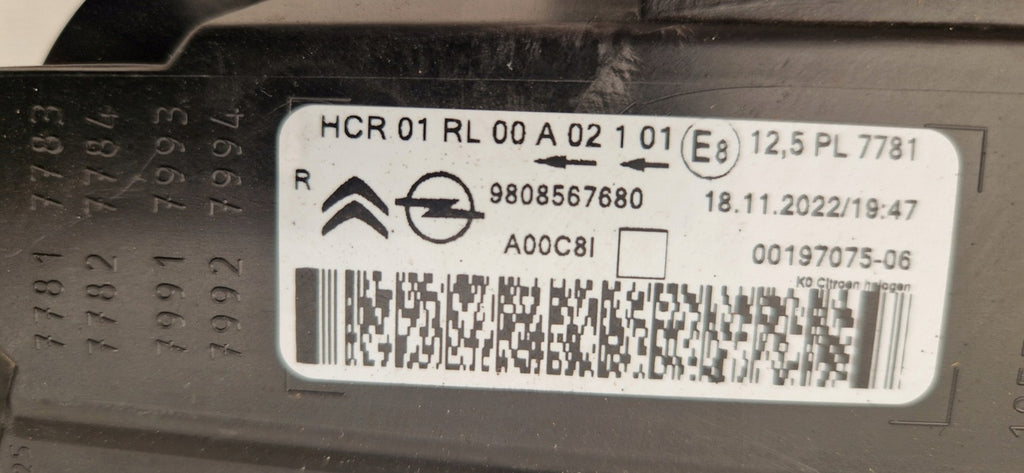 HCR 01 RL 00 A 02 1 01 E8 12,5 PL 7781
R 9808567680 18.11.2022/19:47
A00C8I 00197075-06
K0 Citroen halogen
7781 7783
7782 7784
7991 7993
7992 7994
25